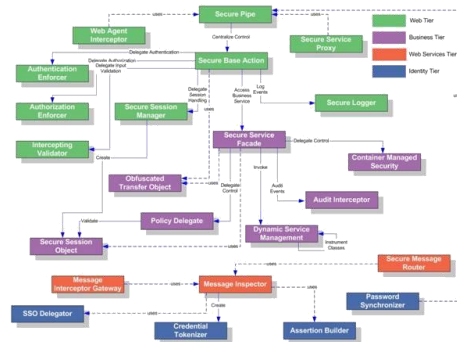 Secure Pipe
Web Tier
Business Tier
Web Services Tier
Identity Tier
uses
uses
Web Agent
Interceptor
Centralize Control
Secure Service
Proxy
Delegate Authentication
Secure Base Action
Authentication
Enforcer
Delegate Authorization
Delegate Input
Validation
Delegate
Session
Handling
Access
Business
Service
Log
Events
Authorization
Enforcer
Secure Session
Manager
uses
Secure Logger
Intercepting
Validator
Secure Service
Facade
Delegate Control
Create
Container Managed
Security
Obfuscated
Transfer Object
uses
Delegate
Control
Invoke
Audit
Events
Audit Interceptor
Validate
Policy Delegate
Dynamic Service
Management
Secure Session
Object
uses
Instrument
Classes
Secure Message
Router
Message
Interceptor Gateway
uses
Message Inspector
uses
Password
Synchronizer
SSO Delegator
uses
Create
uses
Credential
Tokenizer
Assertion Builder